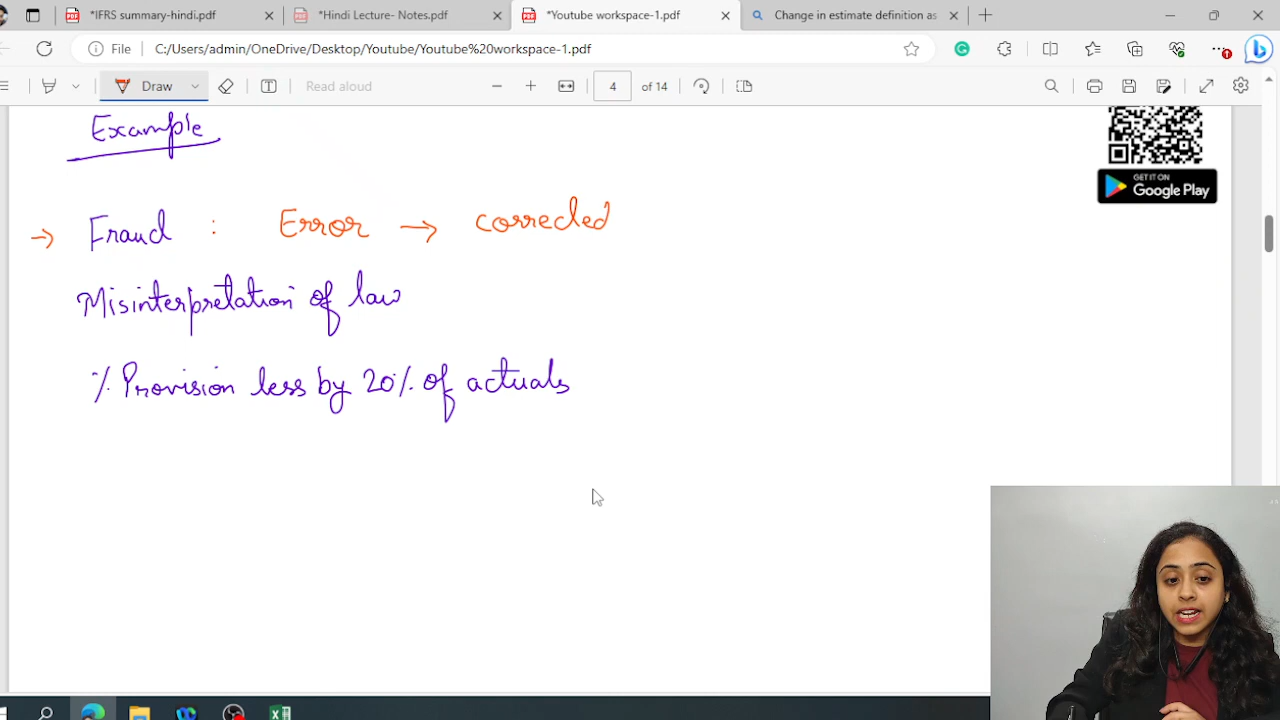 *IFRS summary-hindi.pdf
*Hindi Lecture- Notes.pdf
*Youtube workspace-1.pdf
Change in estimate definition as
File
C:/Users/admin/OneDrive/Desktop/Youtube/Youtube%20workspace-1.pdf
Draw
Read aloud
4 of 14
Example
GET IT ON
Google Play
→ Fraud : Error → corrected
Misinterpretation of law
% Provision less by 20% of actuals